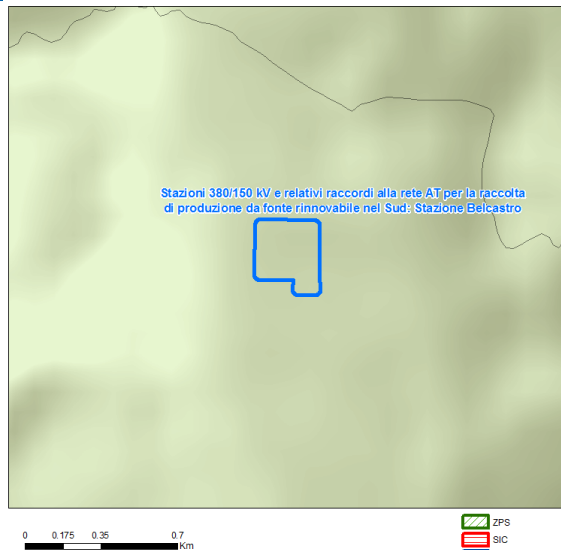 Stazioni 380/150 kV e relativi raccordi alla rete AT per la raccolta
di produzione da fonte rinnovabile nel Sud: Stazione Belcastro
0 0.175 0.35 0.7
Km
ZPS
SIC